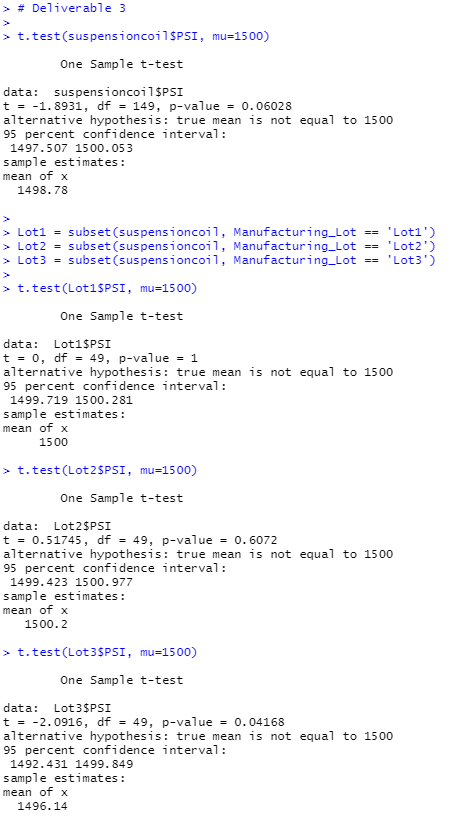 > # Deliverable 3
>
> t.test(suspensioncoil$PSI, mu=1500)
One Sample t-test
data:  suspensioncoil$PSI
t = -1.8931, df = 149, p-value = 0.06028
alternative hypothesis: true mean is not equal to 1500
95 percent confidence interval:
1497.507 1500.053
sample estimates:
mean of x
1498.78
>
> Lot1 = subset(suspensioncoil, Manufacturing_Lot == 'Lot1')
> Lot2 = subset(suspensioncoil, Manufacturing_Lot == 'Lot2')
> Lot3 = subset(suspensioncoil, Manufacturing_Lot == 'Lot3')
>
> t.test(Lot1$PSI, mu=1500)
One Sample t-test
data:  Lot1$PSI
t = 0, df = 49, p-value = 1
alternative hypothesis: true mean is not equal to 1500
95 percent confidence interval:
1499.719 1500.281
sample estimates:
mean of x
1500
> t.test(Lot2$PSI, mu=1500)
One Sample t-test
data:  Lot2$PSI
t = 0.51745, df = 49, p-value = 0.6072
alternative hypothesis: true mean is not equal to 1500
95 percent confidence interval:
1499.423 1500.977
sample estimates:
mean of x
1500.2
> t.test(Lot3$PSI, mu=1500)
One Sample t-test
data:  Lot3$PSI
t = -2.0916, df = 49, p-value = 0.04168
alternative hypothesis: true mean is not equal to 1500
95 percent confidence interval:
1492.431 1499.849
sample estimates:
mean of x
1496.14